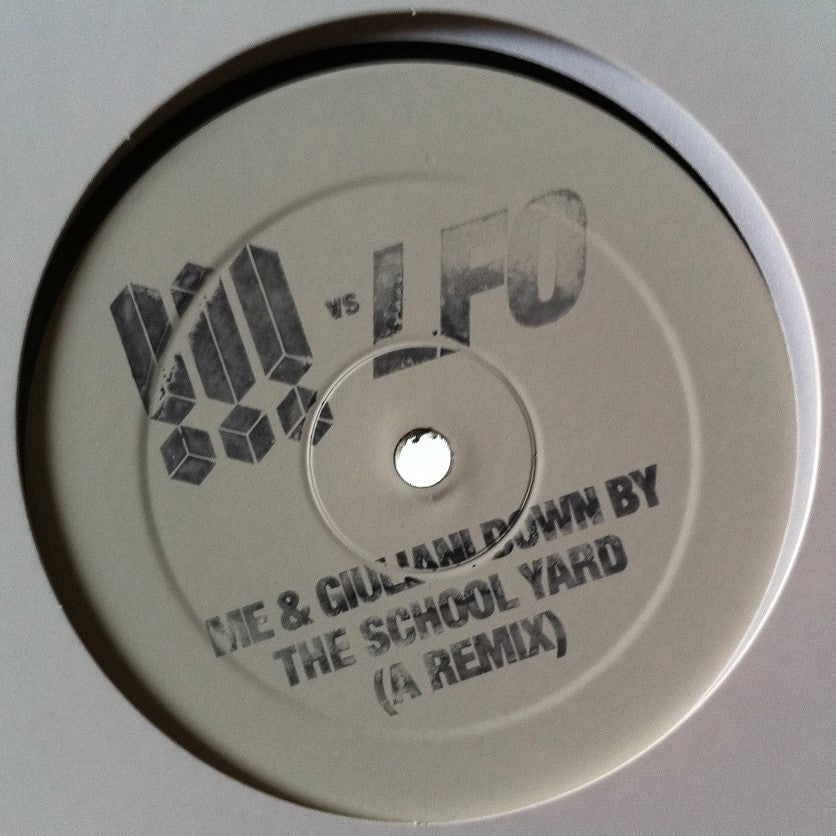 !!! vs LFO
ME & GIULIANI DOWN BY
THE SCHOOL YARD
(A REMIX)